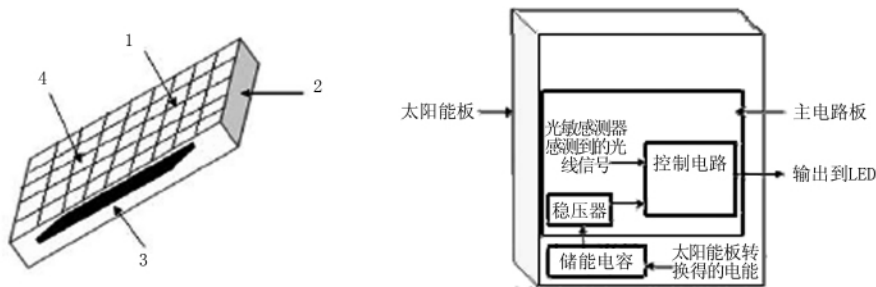 1
4
2
3
太阳能板
光敏感测器
感测到的光
线信号
控制电路
主电路板
输出到LED
稳压器
储能电容
太阳能板转
换得的电能